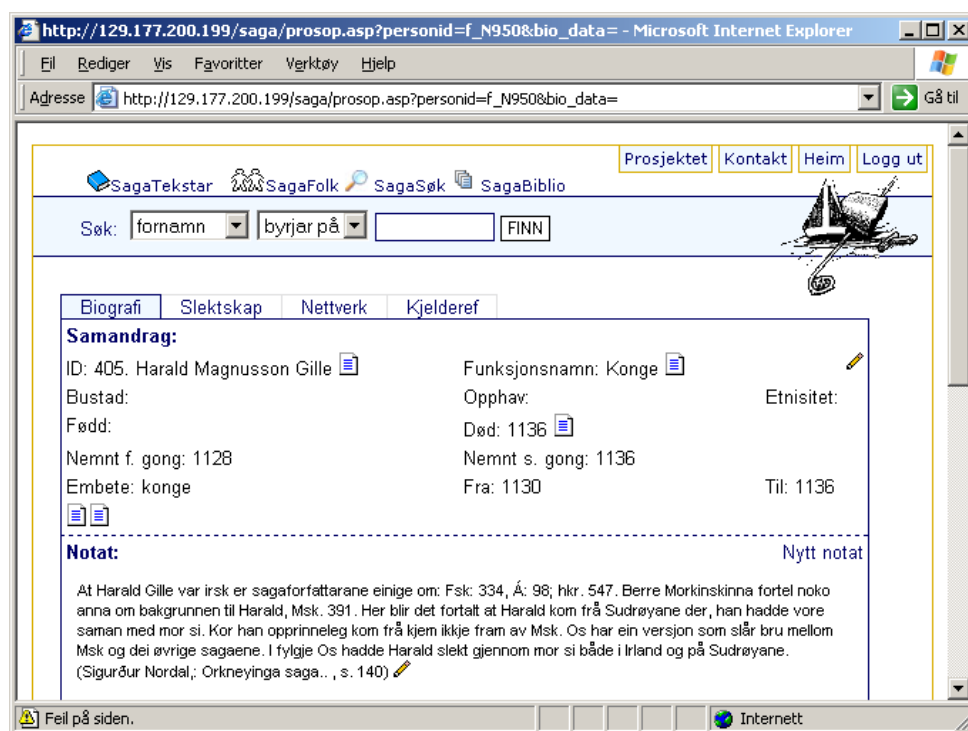 http://129.177.200.199/saga/prosop.asp?personid=f_N950&bio_data= - Microsoft Internet Explorer
Fil Rediger Vis Favoritter Verktøy Hjelp
Adresse http://129.177.200.199/saga/prosop.asp?personid=f_N950&bio_data= Gå til
Prosjektet Kontakt Heim Logg ut
SagaTekstar SagaFolk SagaSøk SagaBiblio
Søk: fornamn byrjar på FINN
Biografi Slektskap Nettverk Kjelderef
Samandrag:
ID: 405. Harald Magnusson Gille Funksjonsnamn: Konge
Bustad: Opphav: Etnisitet:
Fødd: Død: 1136
Nemnt f. gong: 1128 Nemnt s. gong: 1136
Embete: konge Fra: 1130 Til: 1136
Notat: Nytt notat
At Harald Gille var irsk er sagaforfattarane einige om: Fsk: 334, Á: 98; hkr. 547. Berre Morkinskinna fortel noko
anna om bakgrunnen til Harald, Msk. 391. Her blir det fortalt at Harald kom frå Sudrøyane der, han hadde vore
saman med mor si. Kor han opprinneleg kom frå kjem ikkje fram av Msk. Os har ein versjon som slår bru mellom
Msk og dei øvrige sagaene. I fylgje Os hadde Harald slekt gjennom mor si både i Irland og på Sudrøyane.
(Sigurður Nordal,: Orkneyinga saga.. , s. 140)
Feil på siden. Internett